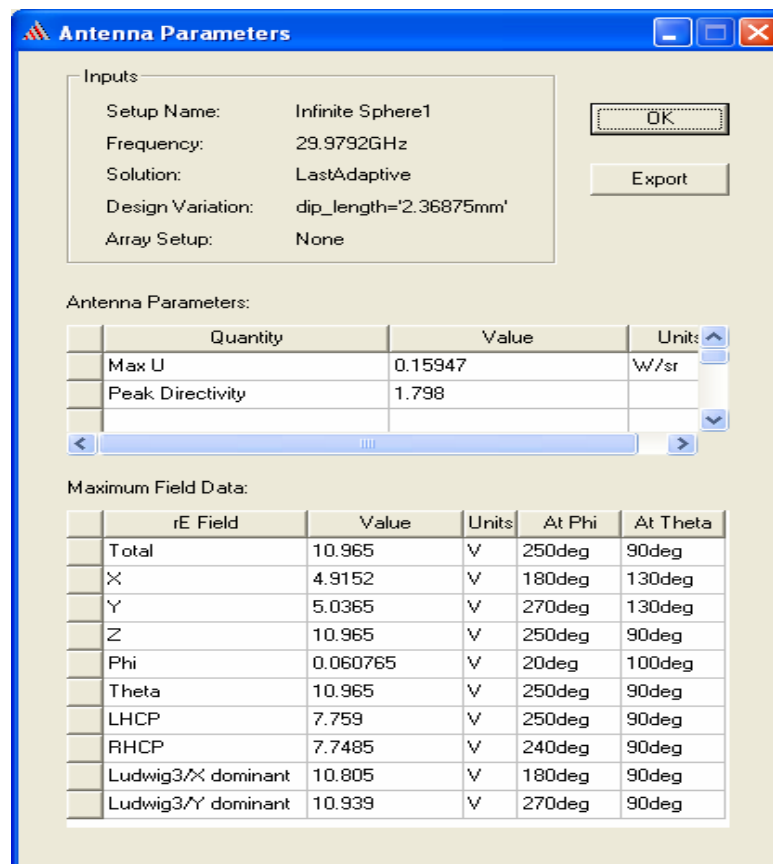 Antenna Parameters
Inputs
Setup Name: Infinite Sphere1
OK
Frequency: 29.9792GHz
Solution: LastAdaptive
Export
Design Variation: dip_length='2.36875mm'
Array Setup: None
Antenna Parameters:
Quantity Value Units
Max U 0.15947 W/sr
Peak Directivity 1.798
Maximum Field Data:
rE Field Value Units At Phi At Theta
Total 10.965 V 250deg 90deg
X 4.9152 V 180deg 130deg
Y 5.0365 V 270deg 130deg
Z 10.965 V 250deg 90deg
Phi 0.060765 V 20deg 100deg
Theta 10.965 V 250deg 90deg
LHCP 7.759 V 250deg 90deg
RHCP 7.7485 V 240deg 90deg
Ludwig3/X dominant 10.805 V 180deg 90deg
Ludwig3/Y dominant 10.939 V 270deg 90deg